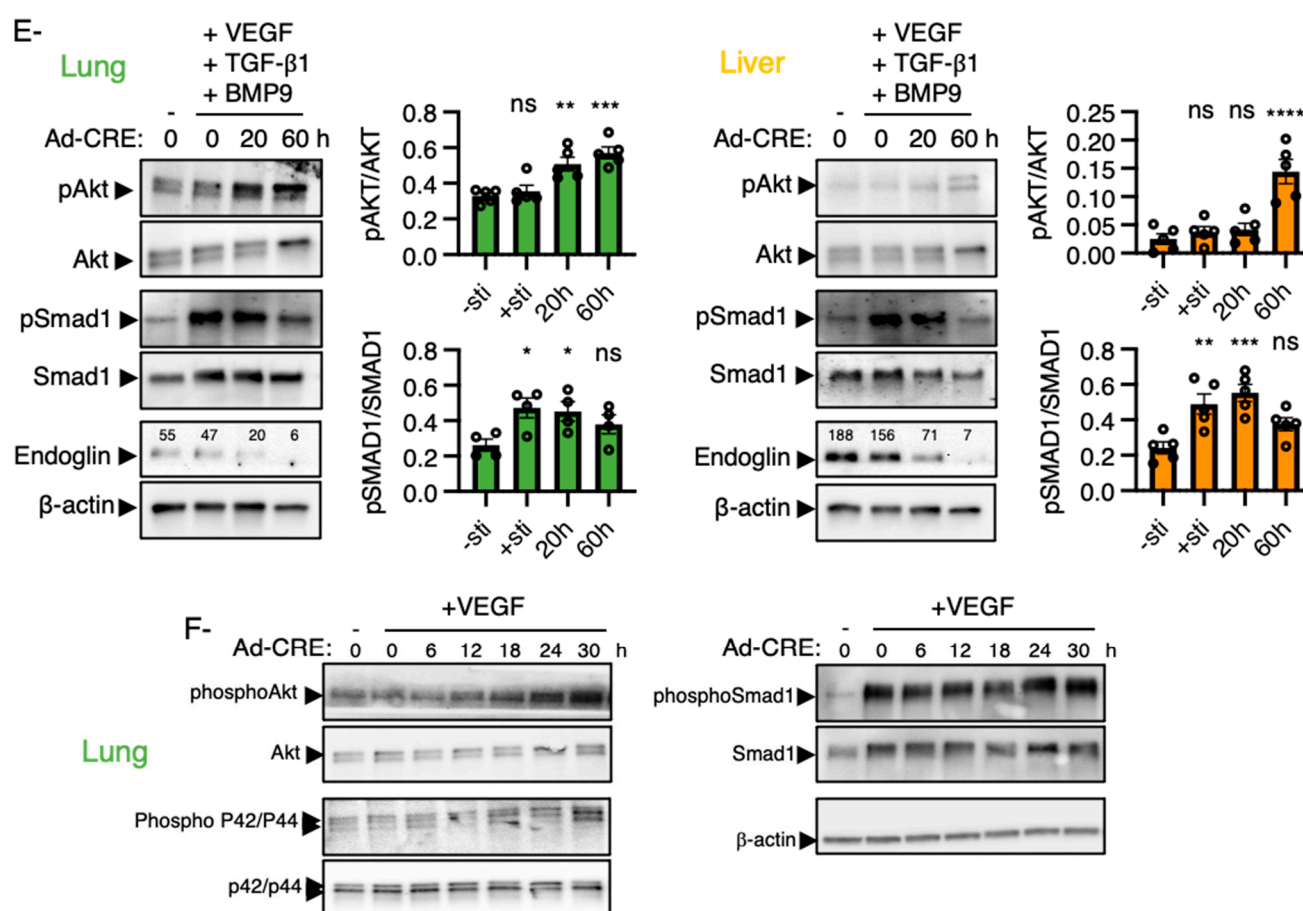 E-
Lung
+ VEGF
+ TGF-β1
+ BMP9
-
Ad-CRE: 0 0 20 60 h
pAkt
Akt
pSmad1
Smad1
55 47 20 6
Endoglin
β-actin
pAKT/AKT
0.8
0.6
0.4
0.2
0.0
ns ** ***
-sti +sti 20h 60h
pSMAD1/SMAD1
0.8
0.6
0.4
0.2
0.0
* * ns
-sti +sti 20h 60h
Liver
+ VEGF
+ TGF-β1
+ BMP9
-
Ad-CRE: 0 0 20 60 h
pAkt
Akt
pSmad1
Smad1
188 156 71 7
Endoglin
β-actin
pAKT/AKT
0.25
0.20
0.15
0.10
0.05
0.00
ns ns ****
-sti +sti 20h 60h
pSMAD1/SMAD1
0.8
0.6
0.4
0.2
0.0
** *** ns
-sti +sti 20h 60h
F-
Lung
+VEGF
-
Ad-CRE: 0 0 6 12 18 24 30 h
phosphoAkt
Akt
Phospho P42/P44
p42/p44
+VEGF
-
Ad-CRE: 0 0 6 12 18 24 30 h
phosphoSmad1
Smad1
β-actin